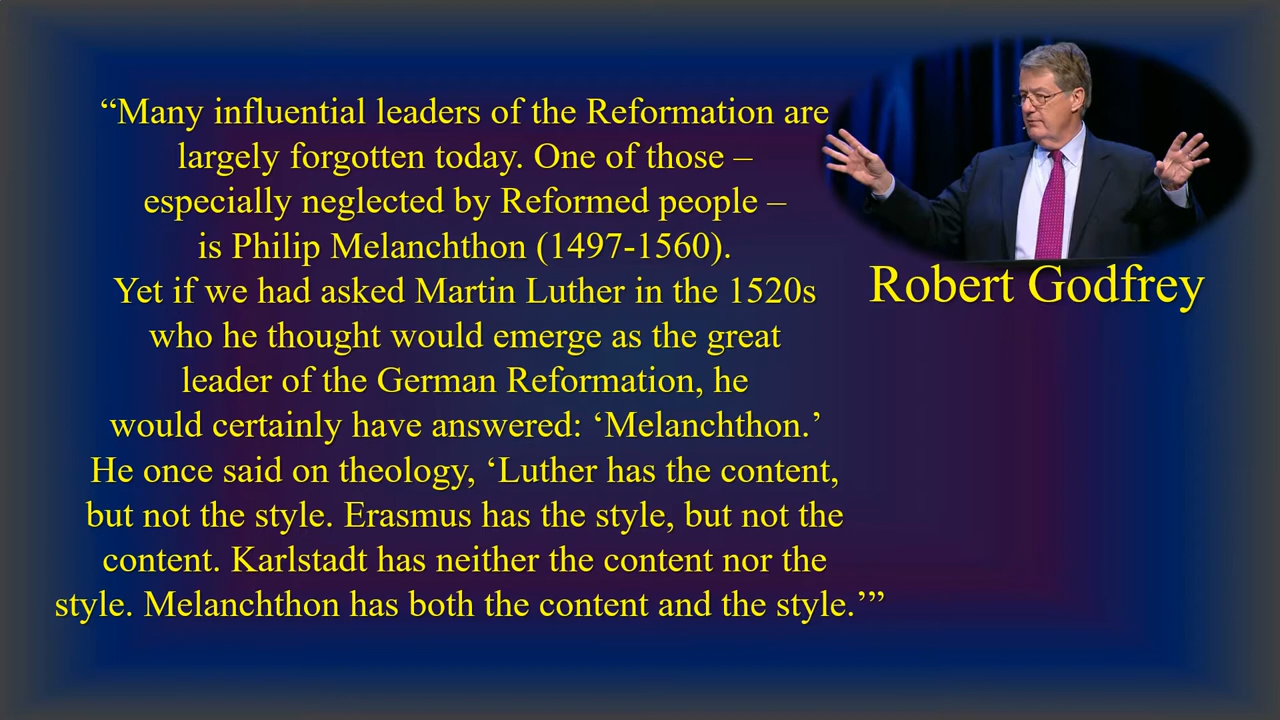 “Many influential leaders of the Reformation are
largely forgotten today. One of those –
especially neglected by Reformed people –
is Philip Melanchthon (1497-1560).
Yet if we had asked Martin Luther in the 1520s
who he thought would emerge as the great
leader of the German Reformation, he
would certainly have answered: ‘Melanchthon.’
He once said on theology, ‘Luther has the content,
but not the style. Erasmus has the style, but not the
content. Karlstadt has neither the content nor the
style. Melanchthon has both the content and the style.’”
Robert Godfrey